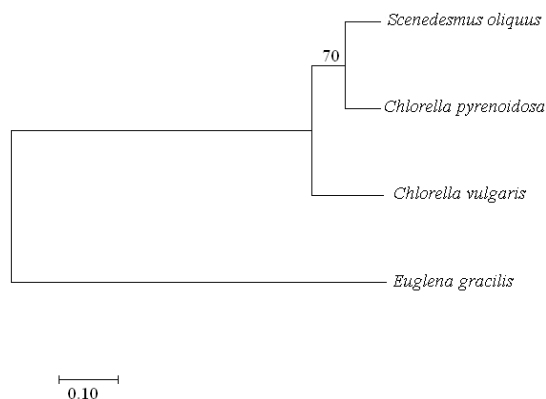 Scenedesmus oliquus
70
Chlorella pyrenoidosa
Chlorella vulgaris
Euglena gracilis
0.10